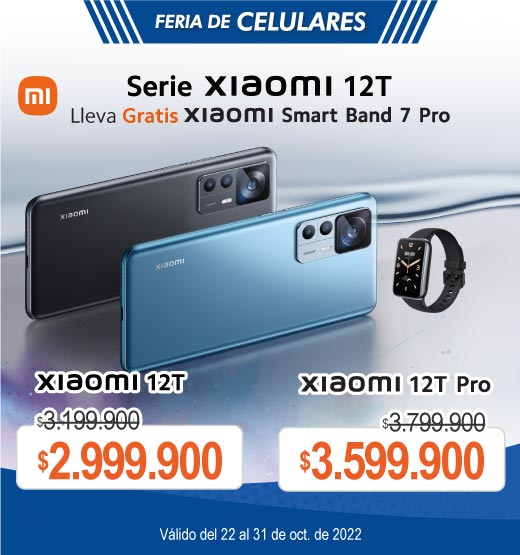 FERIA DE CELULARES
mi
Serie xiaomi 12T
Lleva Gratis xiaomi Smart Band 7 Pro
xiaomi
xiaomi
xiaomi 12T
$3.199.900
$2.999.900
xiaomi 12T Pro
$3.799.900
$3.599.900
Válido del 22 al 31 de oct. de 2022